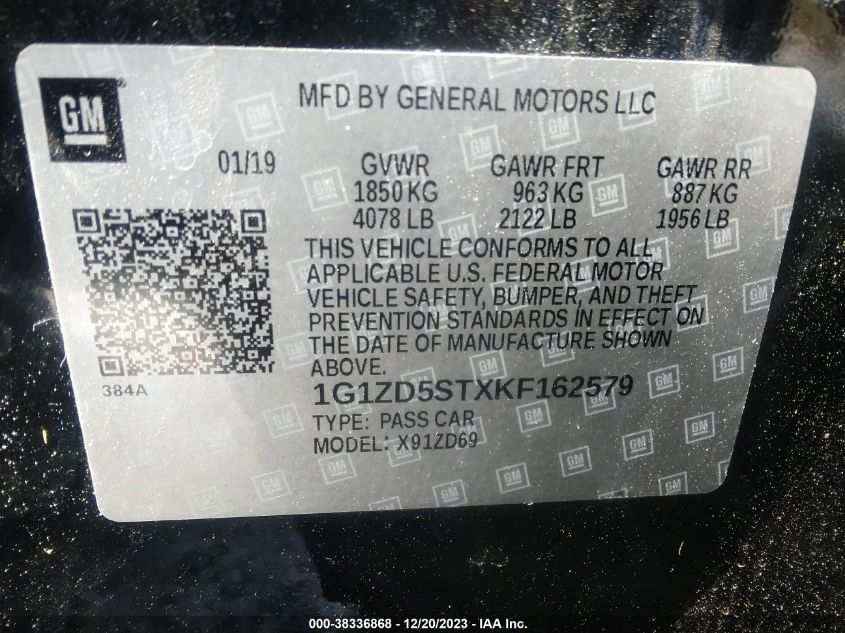 GM
MFD BY GENERAL MOTORS LLC
01/19 GVWR GAWR FRT GAWR RR
1850 KG 963 KG 887 KG
4078 LB 2122 LB 1956 LB
THIS VEHICLE CONFORMS TO ALL
APPLICABLE U.S. FEDERAL MOTOR
VEHICLE SAFETY, BUMPER, AND THEFT
PREVENTION STANDARDS IN EFFECT ON
THE DATE OF MANUFACTURE SHOWN
ABOVE.
384A
1G1ZD5STXKF162579
TYPE: PASS CAR
MODEL: X91ZD69
000-38336868 - 12/20/2023 - IAA Inc.